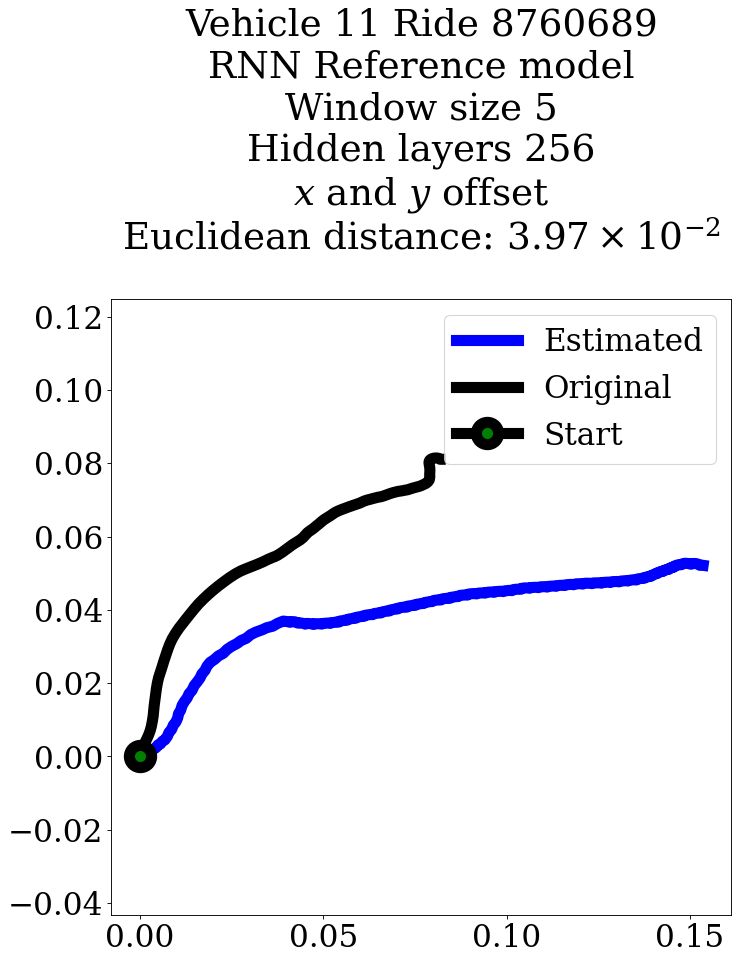 Vehicle 11 Ride 8760689
RNN Reference model
Window size 5
Hidden layers 256
x and y offset
Euclidean distance: 3.97 × 10⁻²
0.12
0.10
0.08
0.06
0.04
0.02
0.00
−0.02
−0.04
Estimated
Original
Start
0.00 0.05 0.10 0.15